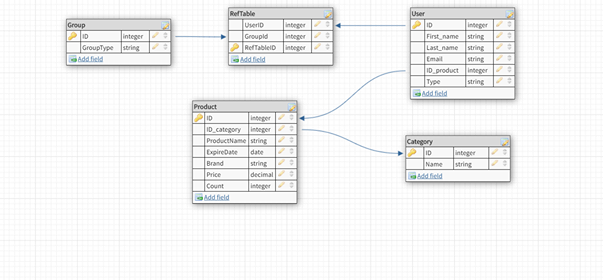 Group
ID integer
GroupType string
Add field
RefTable
UserID integer
GroupId integer
RefTableID integer
Add field
User
ID integer
First_name string
Last_name string
Email string
ID_product integer
Type string
Add field
Product
ID integer
ID_category integer
ProductName string
ExpireDate date
Brand string
Price decimal
Count integer
Add field
Category
ID integer
Name string
Add field